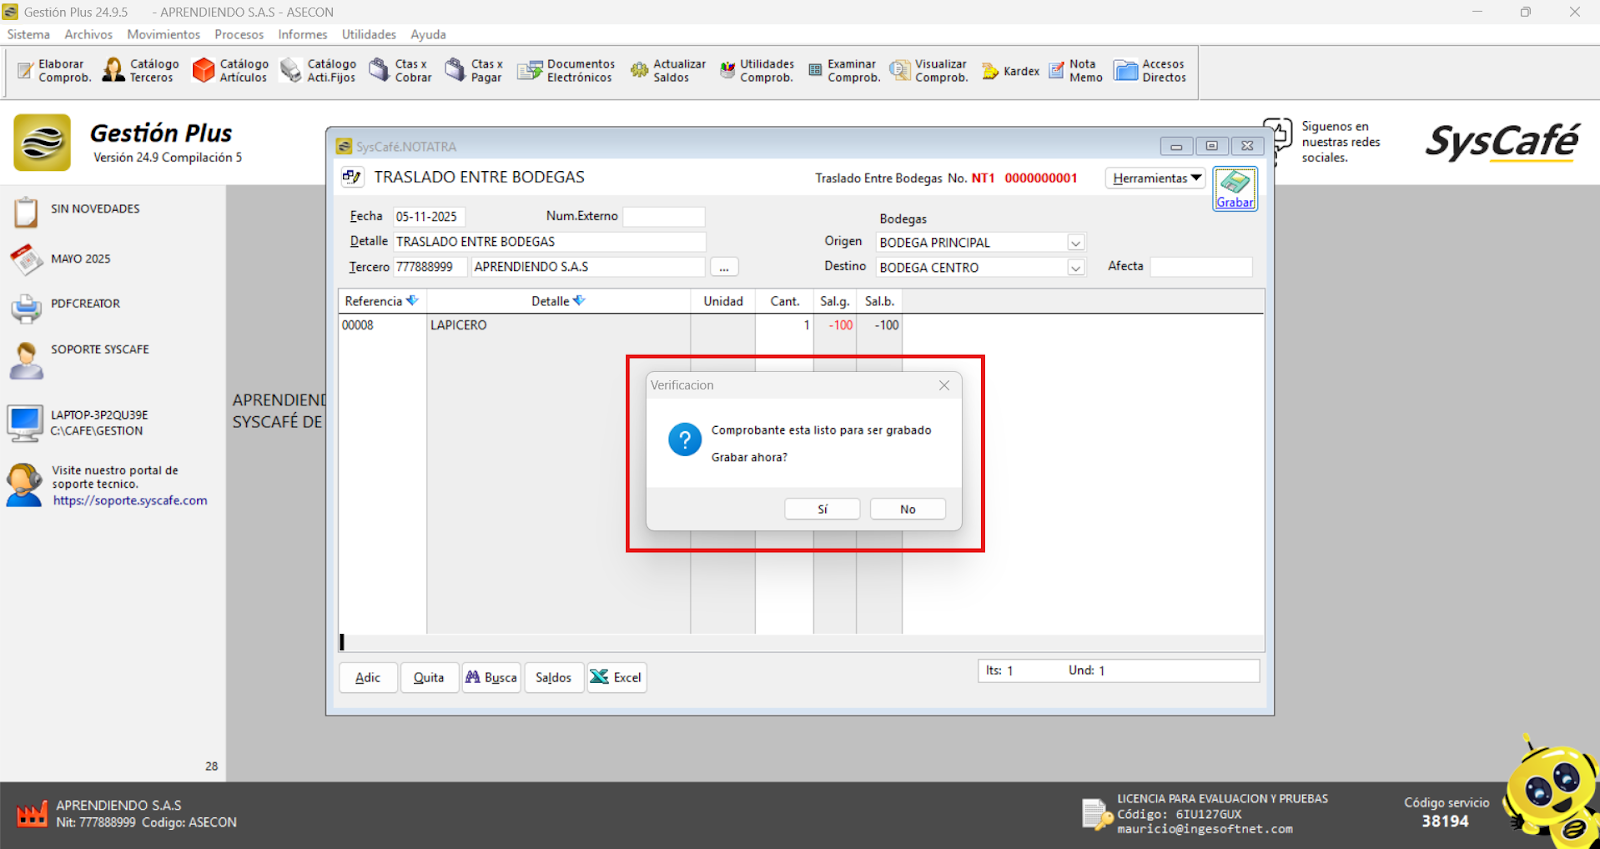 Gestión Plus 24.9.5 - APRENDIENDO S.A.S - ASECON
Sistema Archivos Movimientos Procesos Informes Utilidades Ayuda
Elaborar Comprob.
Catálogo Terceros
Catálogo Artículos
Catálogo Acti.Fijos
Ctas x Cobrar
Ctas x Pagar
Documentos Electrónicos
Actualizar Saldos
Utilidades Comprob.
Examinar Comprob.
Visualizar Comprob.
Kardex
Nota Memo
Accesos Directos
Gestión Plus
Versión 24.9 Compilación 5
Siguenos en
nuestras redes
sociales.
SysCafé
SIN NOVEDADES
MAYO 2025
PDFCREATOR
SOPORTE SYSCAFE
LAPTOP-3P2QU39E
C:\CAFE\GESTION
Visite nuestro portal de
soporte tecnico.
https://soporte.syscafe.com
28
APRENDIEND
SYSCAFÉ DE
SysCafé.NOTATRA
TRASLADO ENTRE BODEGAS
Traslado Entre Bodegas No. NT1 0000000001
Herramientas
Grabar
Fecha 05-11-2025 Num.Externo
Bodegas
Detalle TRASLADO ENTRE BODEGAS
Origen BODEGA PRINCIPAL
Tercero 777888999 APRENDIENDO S.A.S ...
Destino BODEGA CENTRO Afecta
Referencia Detalle Unidad Cant. Sal.g. Sal.b.
00008 LAPICERO 1 -100 -100
Verificacion
Comprobante esta listo para ser grabado
Grabar ahora?
Sí No
Adic Quita Busca Saldos Excel
Its: 1 Und: 1
APRENDIENDO S.A.S
Nit: 777888999 Codigo: ASECON
LICENCIA PARA EVALUACION Y PRUEBAS
Código: 6IU127GUX
mauricio@ingesoftnet.com
Código servicio
38194